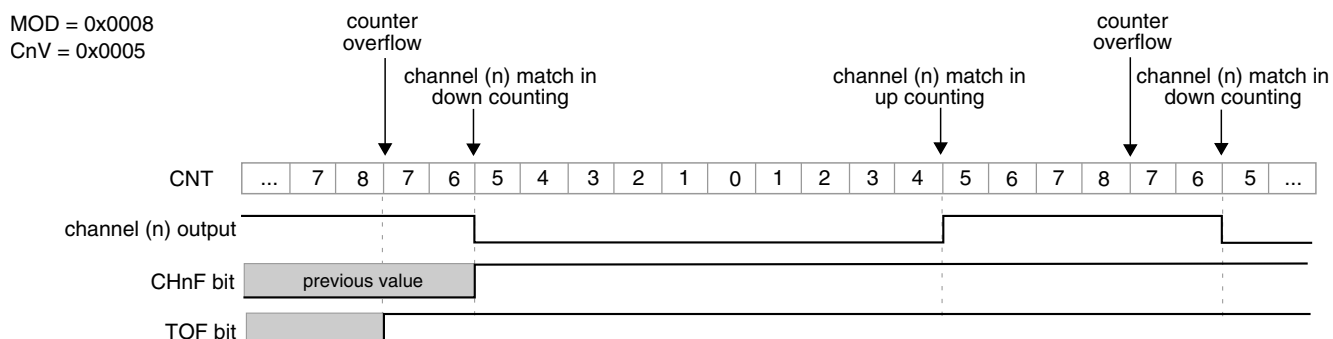 MOD = 0x0008
CnV = 0x0005
counter
overflow
channel (n) match in
down counting
channel (n) match in
up counting
counter
overflow
channel (n) match in
down counting
CNT ... 7 8 7 6 5 4 3 2 1 0 1 2 3 4 5 6 7 8 7 6 5 ...
channel (n) output
CHnF bit previous value
TOF bit